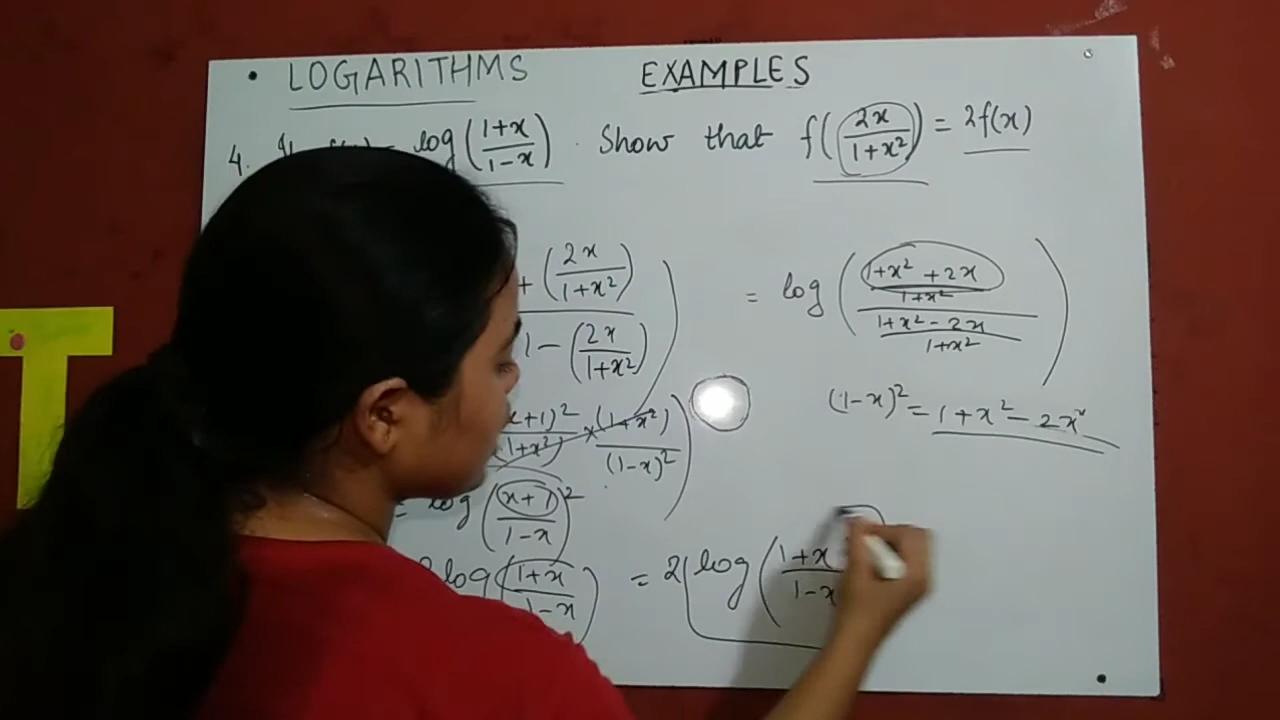 • LOGARITHMS EXAMPLES
4. log((1+x)/(1-x)). Show that f(2x/(1+x²)) = 2f(x)
+ (2x/(1+x²))
1 - (2x/(1+x²))
= log(((1+x²+2x)/(1+x²))/((1+x²-2x)/(1+x²)))
(1-x)² = 1+x²-2x
(x+1)²/(1+x²) × (1+x²)/(1-x)²
= log((x+1)/(1-x))²
2log((1+x)/(1-x)) = 2 log((1+x)/(1-x
T